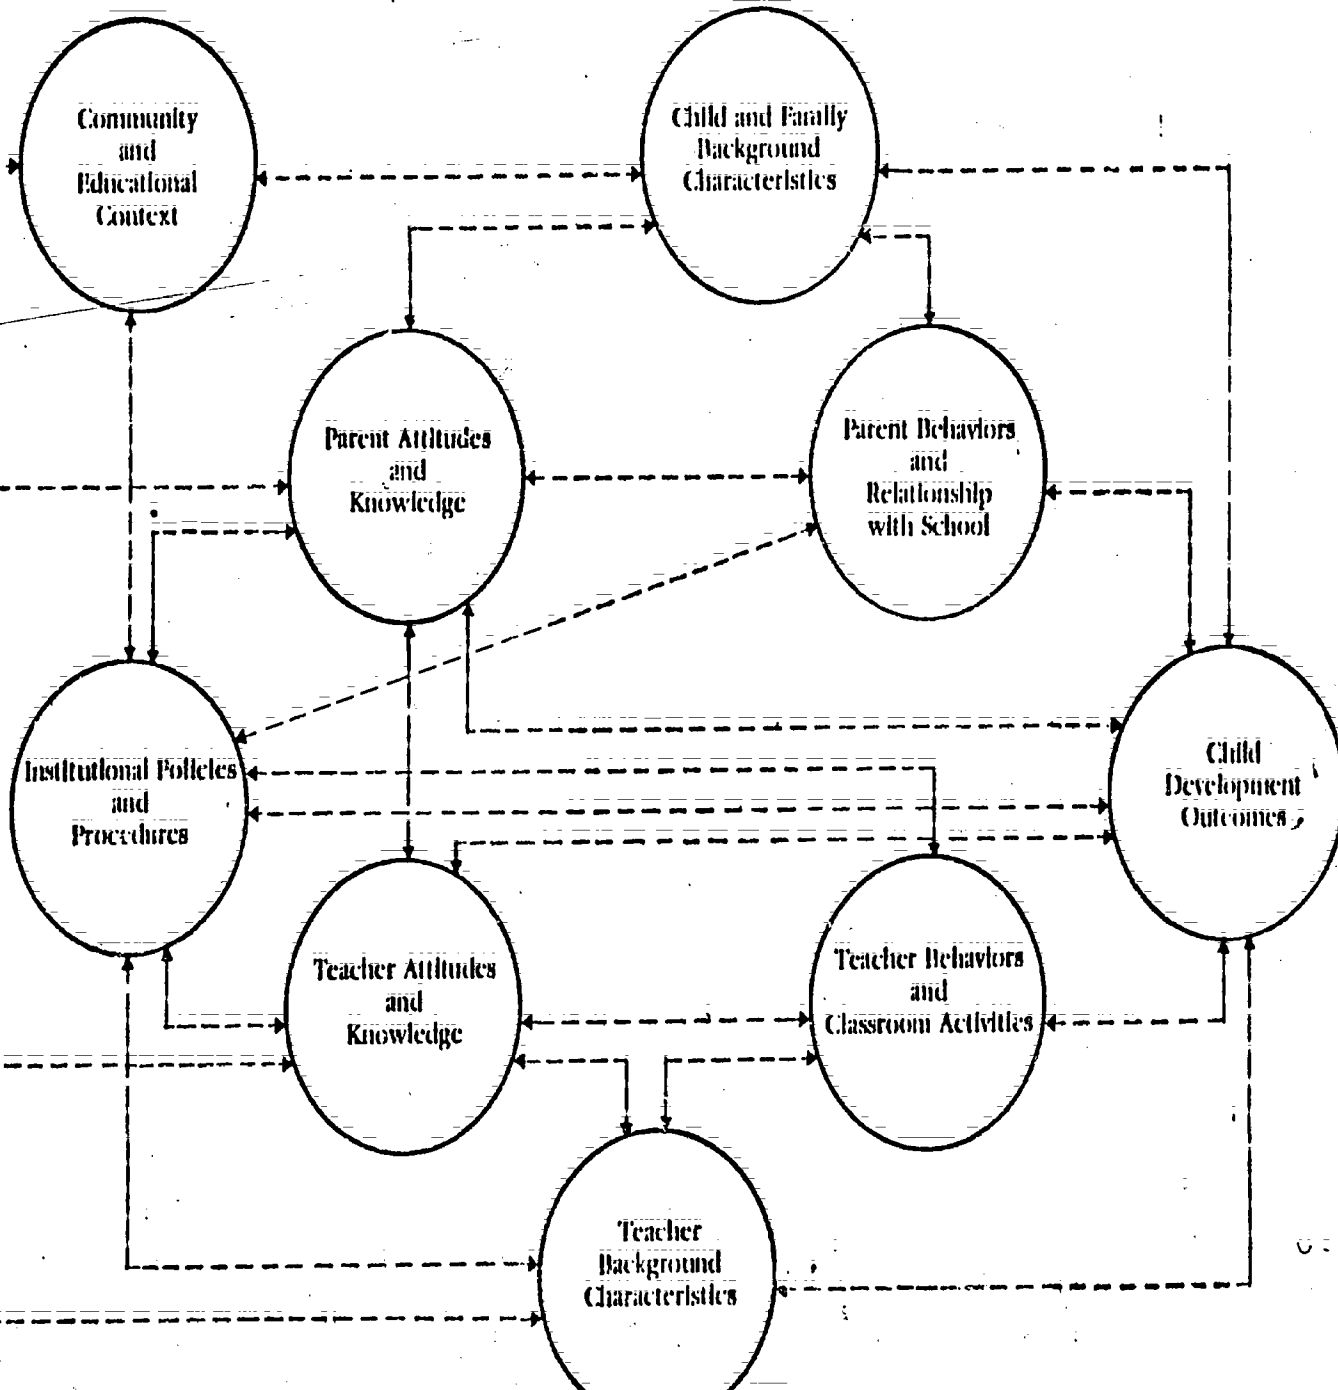 Community
and
Educational
Context
Child and Family
Background
Characteristics
Parent Attitudes
and
Knowledge
Parent Behaviors
and
Relationship
with School
Institutional Policies
and
Procedures
Child
Development
Outcomes
Teacher Attitudes
and
Knowledge
Teacher Behaviors
and
Classroom Activities
Teacher
Background
Characteristics